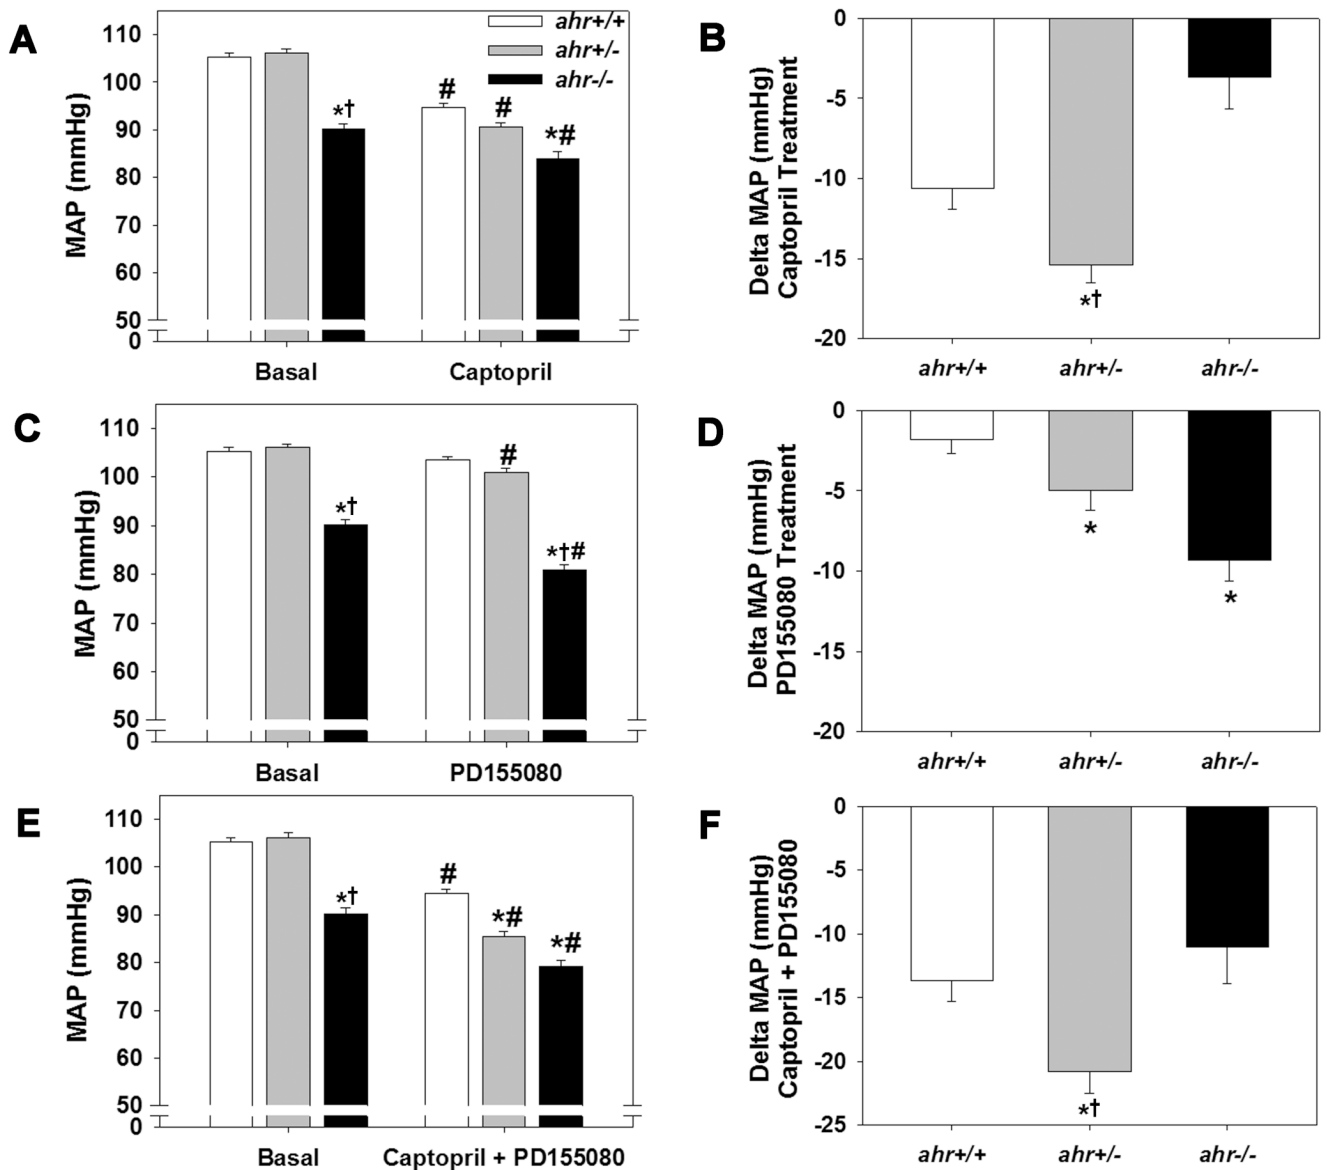 A
MAP (mmHg)
110
100
90
80
70
60
50
0
ahr+/+
ahr+/-
ahr-/-
*†
#
#
*#
Basal
Captopril
B
Delta MAP (mmHg)
Captopril Treatment
0
-5
-10
-15
-20
*†
ahr+/+
ahr+/-
ahr-/-
C
MAP (mmHg)
110
100
90
80
70
60
50
0
*†
#
*†#
Basal
PD155080
D
Delta MAP (mmHg)
PD155080 Treatment
0
-5
-10
-15
-20
*
*
ahr+/+
ahr+/-
ahr-/-
E
MAP (mmHg)
110
100
90
80
70
60
50
0
*†
#
*#
*#
Basal
Captopril + PD155080
F
Delta MAP (mmHg)
Captopril + PD155080
0
-5
-10
-15
-20
-25
*†
ahr+/+
ahr+/-
ahr-/-